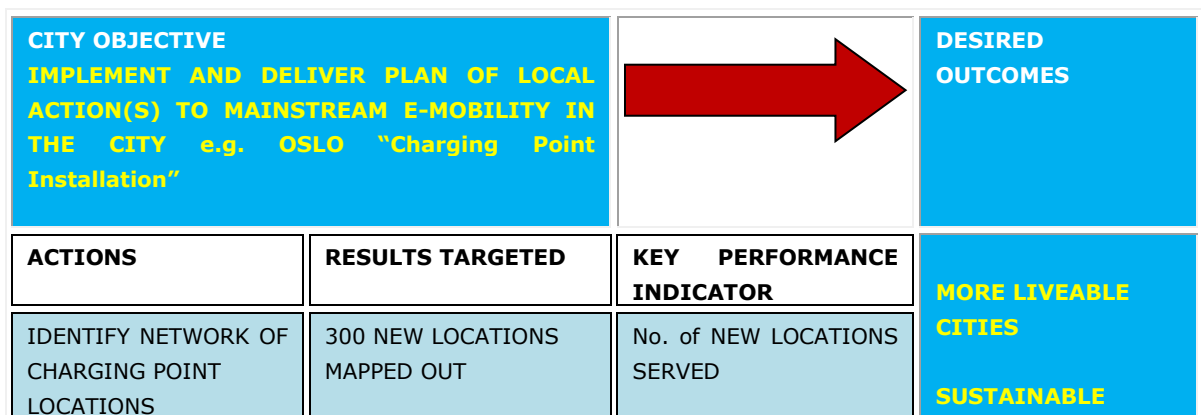 CITY OBJECTIVE
IMPLEMENT AND DELIVER PLAN OF LOCAL
ACTION(S) TO MAINSTREAM E-MOBILITY IN
THE CITY e.g. OSLO “Charging Point
Installation”
DESIRED
OUTCOMES
ACTIONS
RESULTS TARGETED
KEY PERFORMANCE
INDICATOR
IDENTIFY NETWORK OF
CHARGING POINT
LOCATIONS
300 NEW LOCATIONS
MAPPED OUT
No. of NEW LOCATIONS
SERVED
MORE LIVEABLE
CITIES
SUSTAINABLE